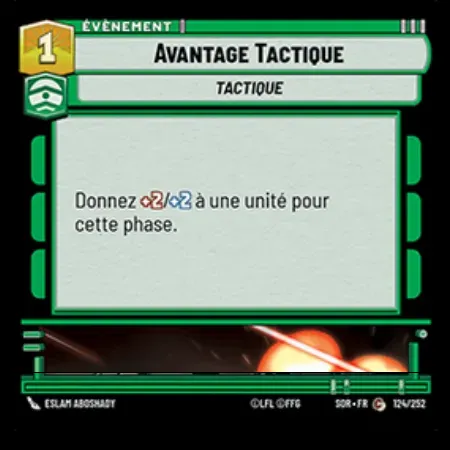 ÉVÈNEMENT
1
AVANTAGE TACTIQUE
TACTIQUE
Donnez +2/+2 à une unité pour
cette phase.
ESLAM ABOSHADY ©LFL ©FFG SOR • FR C 124/252